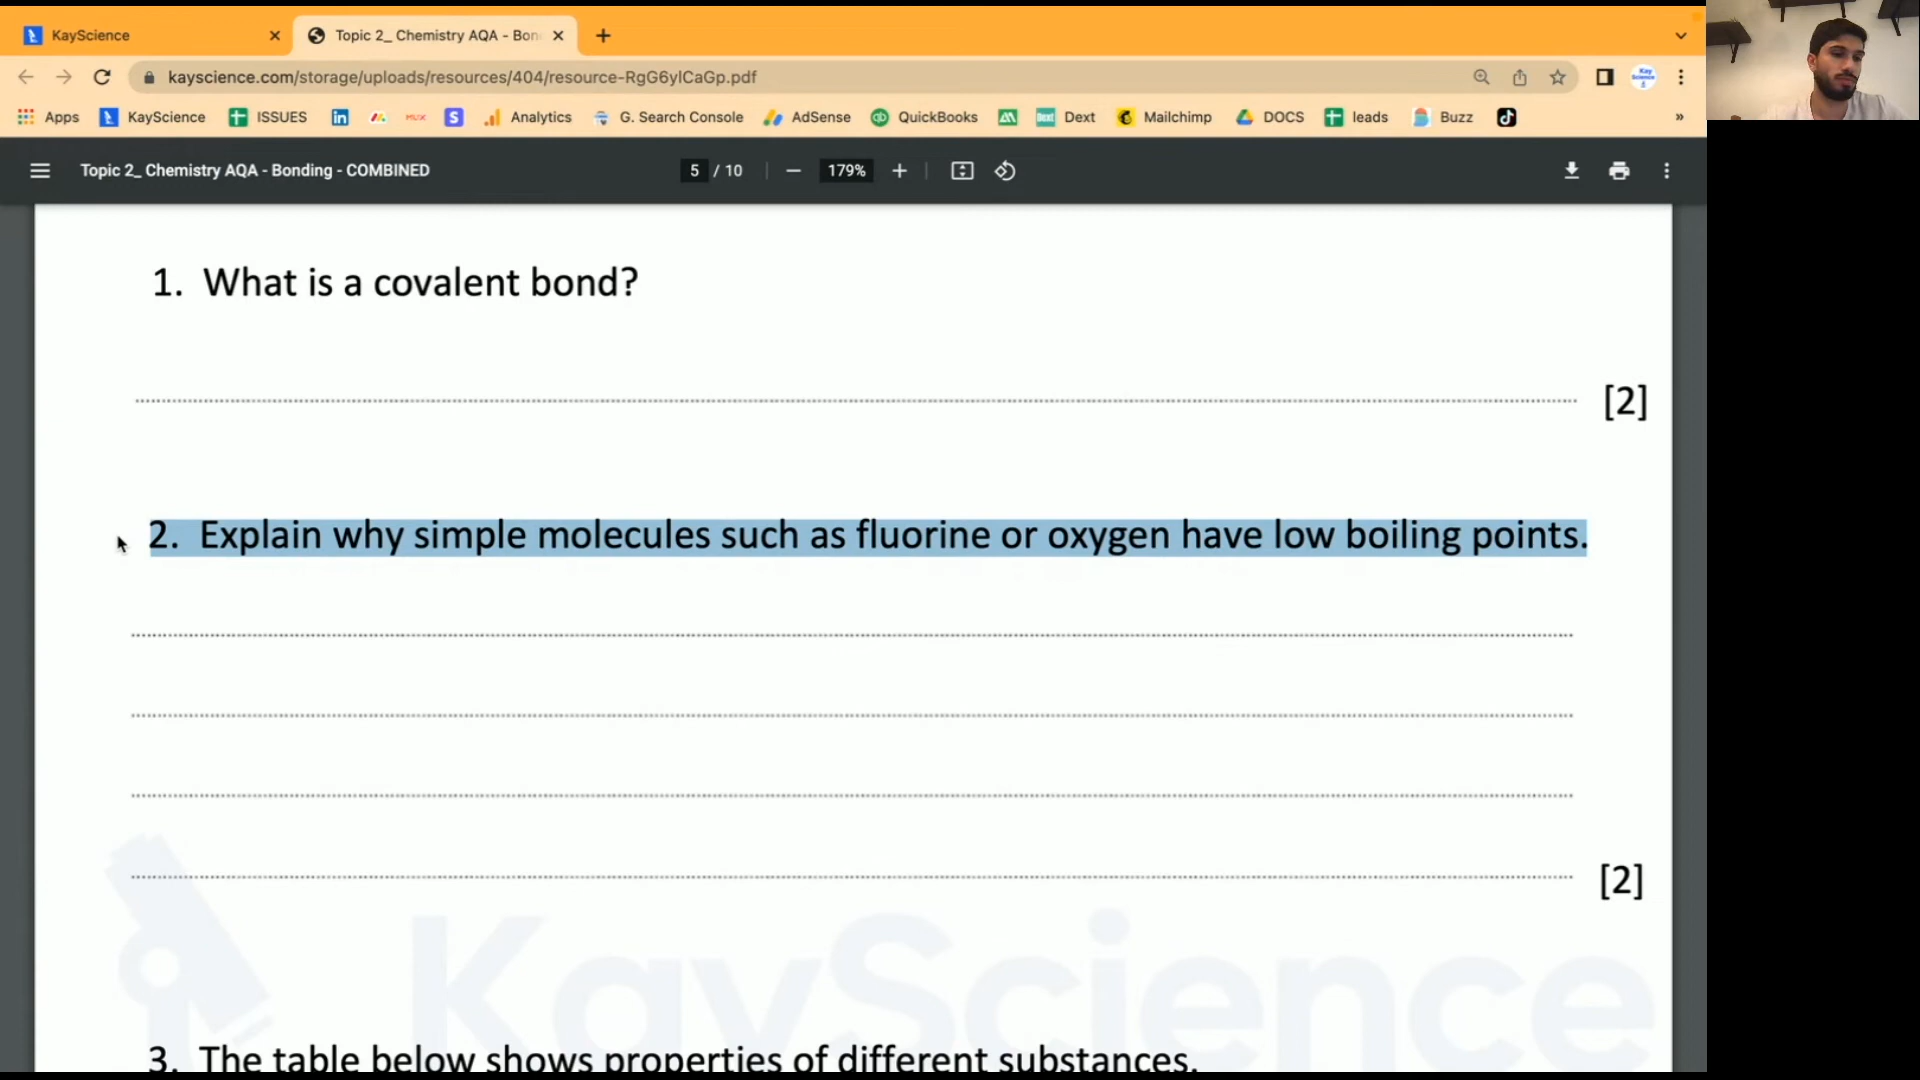 KayScience
Topic 2_ Chemistry AQA - Bon
kayscience.com/storage/uploads/resources/404/resource-RgG6ylCaGp.pdf
Apps KayScience ISSUES Analytics G. Search Console AdSense QuickBooks Dext Mailchimp DOCS leads Buzz
Topic 2_ Chemistry AQA - Bonding - COMBINED 5 / 10 179%
1. What is a covalent bond?
[2]
2. Explain why simple molecules such as fluorine or oxygen have low boiling points.
[2]
KayScience
3. The table below shows properties of different substances.